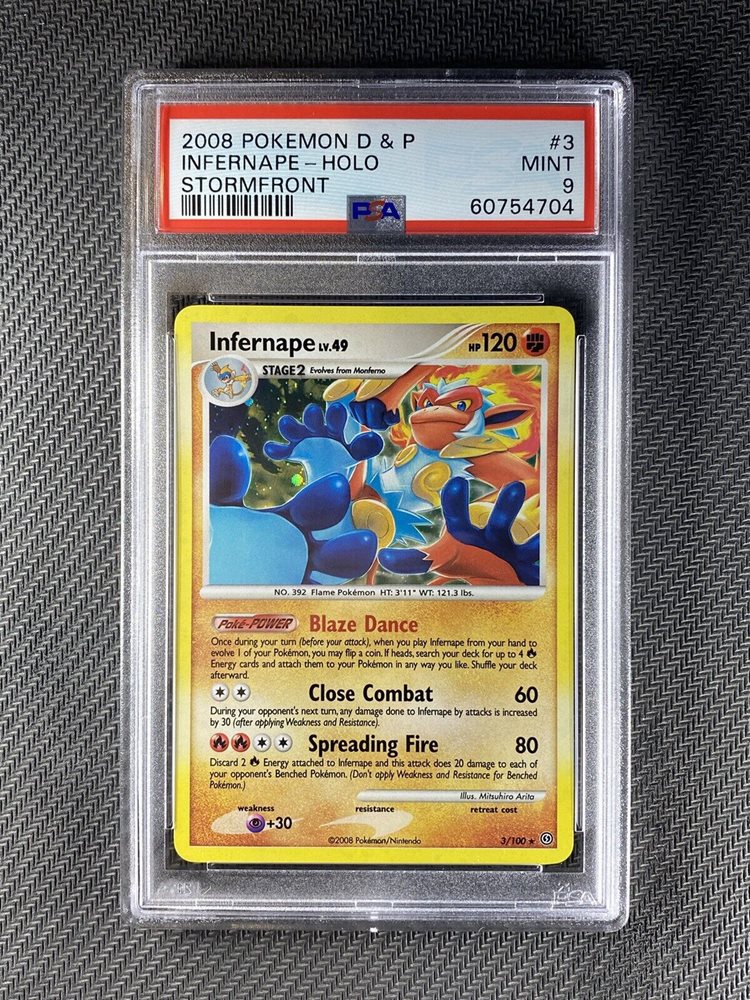 2008 POKEMON D & P #3
INFERNAPE - HOLO MINT
STORMFRONT 9
PSA 60754704
Infernape LV.49 HP 120
STAGE2 Evolves from Monferno
NO. 392 Flame Pokémon HT: 3'11" WT: 121.3 lbs.
Poké-POWER Blaze Dance
Once during your turn (before your attack), when you play Infernape from your hand to
evolve 1 of your Pokémon, you may flip a coin. If heads, search your deck for up to 4
Energy cards and attach them to your Pokémon in any way you like. Shuffle your deck
afterward.
Close Combat 60
During your opponent's next turn, any damage done to Infernape by attacks is increased
by 30 (after applying Weakness and Resistance).
Spreading Fire 80
Discard 2 Energy attached to Infernape and this attack does 20 damage to each of
your opponent's Benched Pokémon. (Don't apply Weakness and Resistance for Benched
Pokémon.)
Illus. Mitsuhiro Arita
weakness resistance retreat cost
+30
©2008 Pokémon/Nintendo 3/100 ★